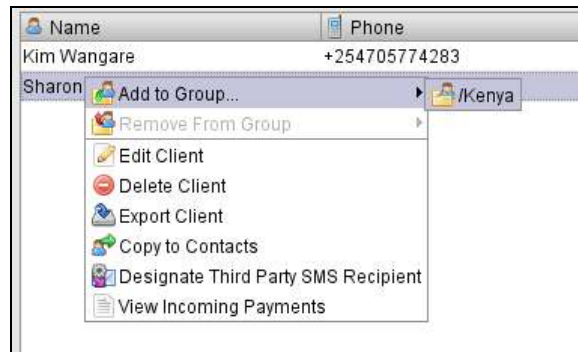 Name Phone
Kim Wangare +254705774283
Sharon
Add to Group... /Kenya
Remove From Group
Edit Client
Delete Client
Export Client
Copy to Contacts
Designate Third Party SMS Recipient
View Incoming Payments